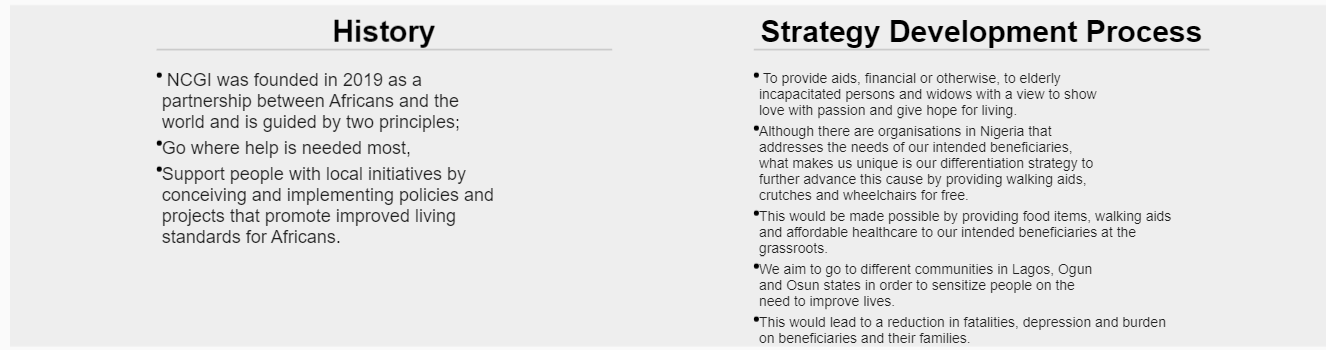 History
• NCGI was founded in 2019 as a
partnership between Africans and the
world and is guided by two principles;
•Go where help is needed most,
•Support people with local initiatives by
conceiving and implementing policies and
projects that promote improved living
standards for Africans.
Strategy Development Process
• To provide aids, financial or otherwise, to elderly
incapacitated persons and widows with a view to show
love with passion and give hope for living.
•Although there are organisations in Nigeria that
addresses the needs of our intended beneficiaries,
what makes us unique is our differentiation strategy to
further advance this cause by providing walking aids,
crutches and wheelchairs for free.
•This would be made possible by providing food items, walking aids
and affordable healthcare to our intended beneficiaries at the
grassroots.
•We aim to go to different communities in Lagos, Ogun
and Osun states in order to sensitize people on the
need to improve lives.
•This would lead to a reduction in fatalities, depression and burden
on beneficiaries and their families.